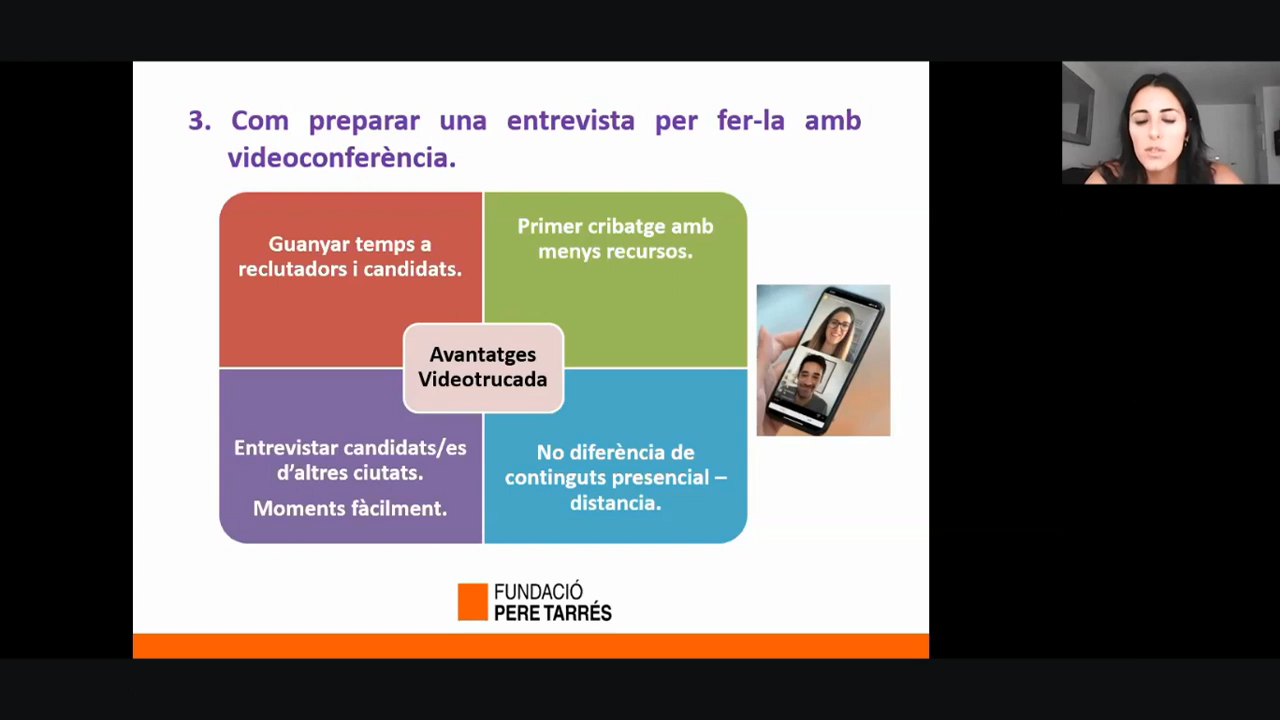 3. Com preparar una entrevista per fer-la amb
videoconferència.
Guanyar temps a
reclutadors i candidats.
Primer cribatge amb
menys recursos.
Avantatges
Videotrucada
Entrevistar candidats/es
d'altres ciutats.
Moments fàcilment.
No diferència de
continguts presencial –
distancia.
FUNDACIÓ
PERE TARRÉS